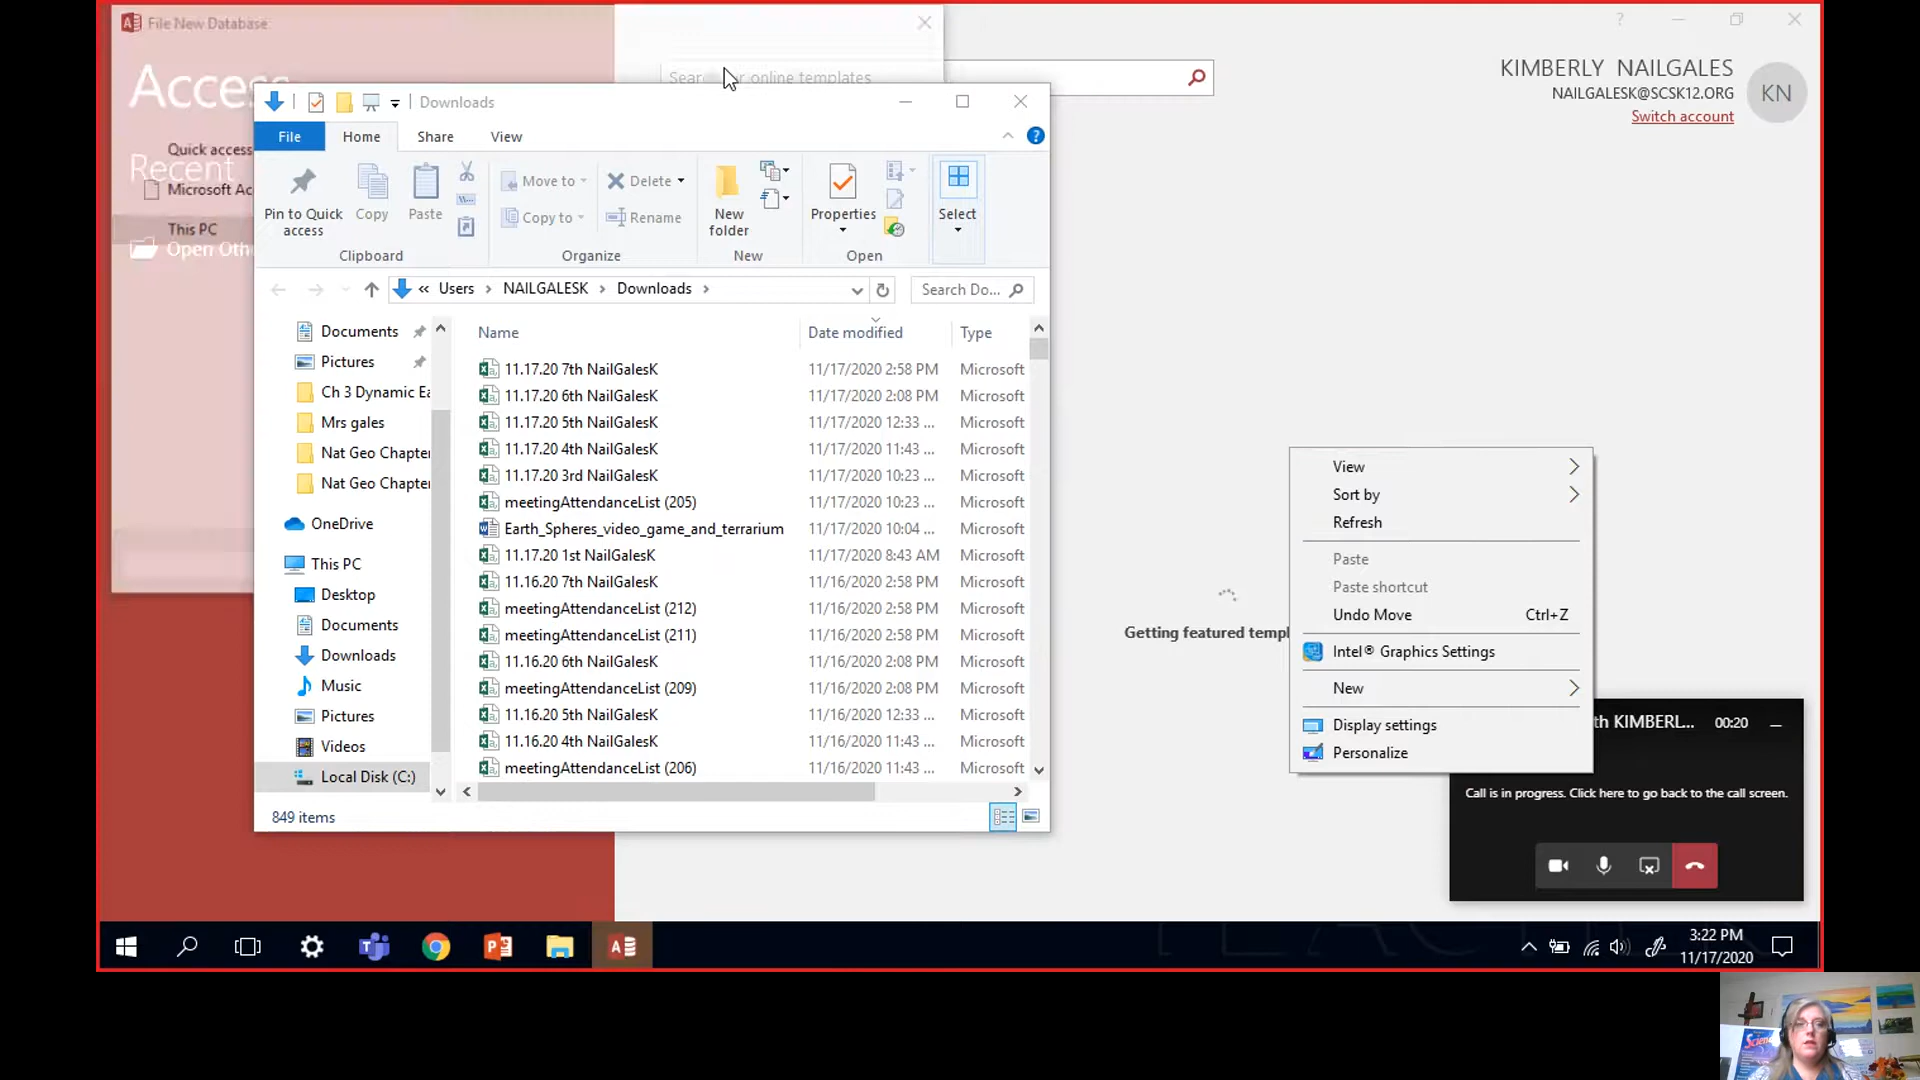 File New Database
KIMBERLY NAILGALES
NAILGALESK@SCSK12.ORG
Switch account
KN
Access
Search for online templates
Recent
Quick access
Microsoft Ac
This PC
Open Oth
Downloads
File Home Share View
Pin to Quick access
Copy
Paste
Move to
Copy to
Delete
Rename
New folder
Properties
Select
Clipboard Organize New Open
« Users > NAILGALESK > Downloads >
Search Do...
Documents
Pictures
Ch 3 Dynamic Ea
Mrs gales
Nat Geo Chapter
Nat Geo Chapter
OneDrive
This PC
Desktop
Documents
Downloads
Music
Pictures
Videos
Local Disk (C:)
Name Date modified Type
11.17.20 7th NailGalesK 11/17/2020 2:58 PM Microsoft
11.17.20 6th NailGalesK 11/17/2020 2:08 PM Microsoft
11.17.20 5th NailGalesK 11/17/2020 12:33 ... Microsoft
11.17.20 4th NailGalesK 11/17/2020 11:43 ... Microsoft
11.17.20 3rd NailGalesK 11/17/2020 10:23 ... Microsoft
meetingAttendanceList (205) 11/17/2020 10:23 ... Microsoft
Earth_Spheres_video_game_and_terrarium 11/17/2020 10:04 ... Microsoft
11.17.20 1st NailGalesK 11/17/2020 8:43 AM Microsoft
11.16.20 7th NailGalesK 11/16/2020 2:58 PM Microsoft
meetingAttendanceList (212) 11/16/2020 2:58 PM Microsoft
meetingAttendanceList (211) 11/16/2020 2:58 PM Microsoft
11.16.20 6th NailGalesK 11/16/2020 2:08 PM Microsoft
meetingAttendanceList (209) 11/16/2020 2:08 PM Microsoft
11.16.20 5th NailGalesK 11/16/2020 12:33 ... Microsoft
11.16.20 4th NailGalesK 11/16/2020 11:43 ... Microsoft
meetingAttendanceList (206) 11/16/2020 11:43 ... Microsoft
849 items
Getting featured templ
View
Sort by
Refresh
Paste
Paste shortcut
Undo Move Ctrl+Z
Intel® Graphics Settings
New
Display settings
Personalize
th KIMBERL... 00:20
Call is in progress. Click here to go back to the call screen.
3:22 PM
11/17/2020